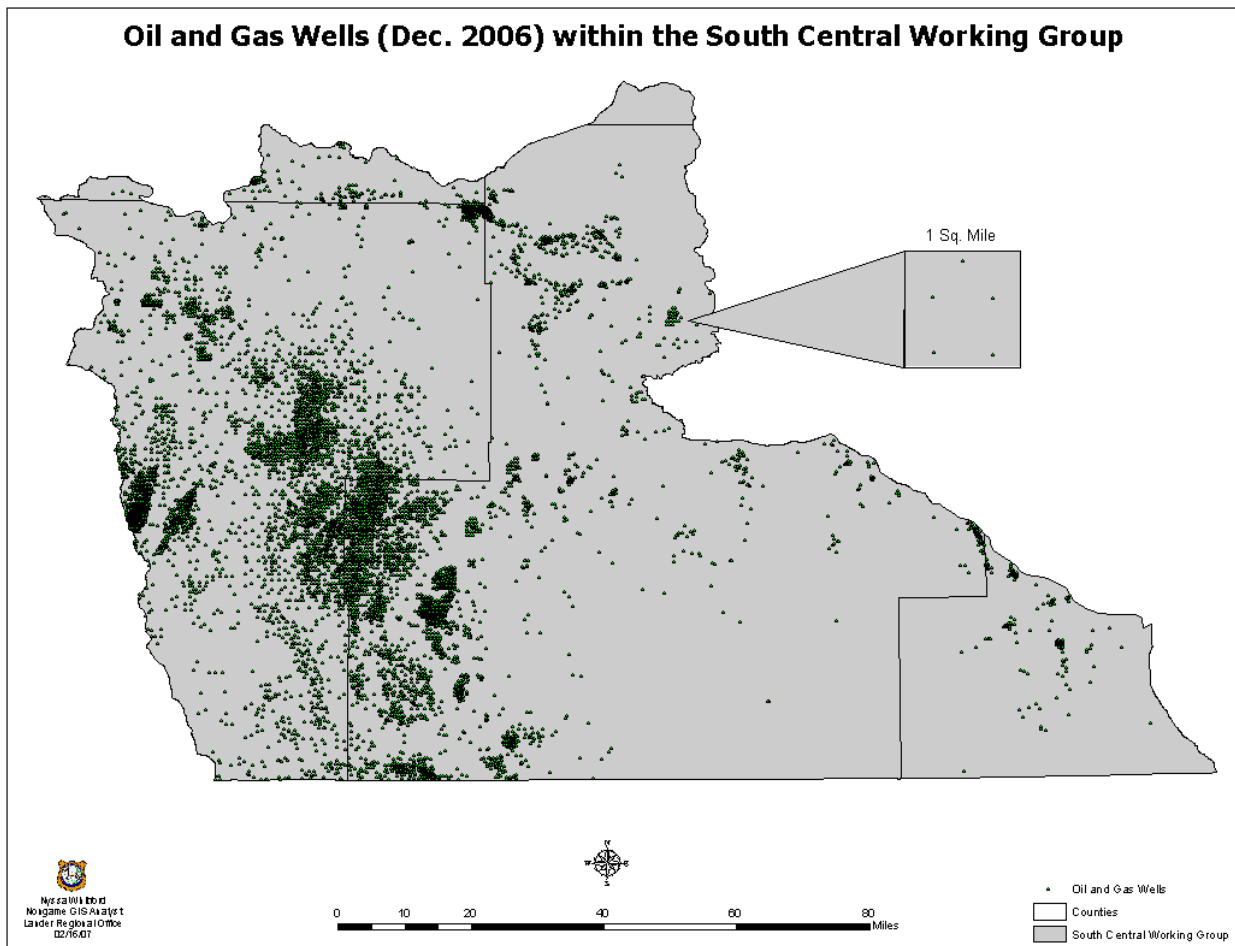 Oil and Gas Wells (Dec. 2006) within the South Central Working Group
1 Sq. Mile
N
W E
S
Nyssa Whitford
Nongame GIS Analyst
Lander Regional Office
02/16/07
0 10 20 40 60 80
Miles
Oil and Gas Wells
Counties
South Central Working Group